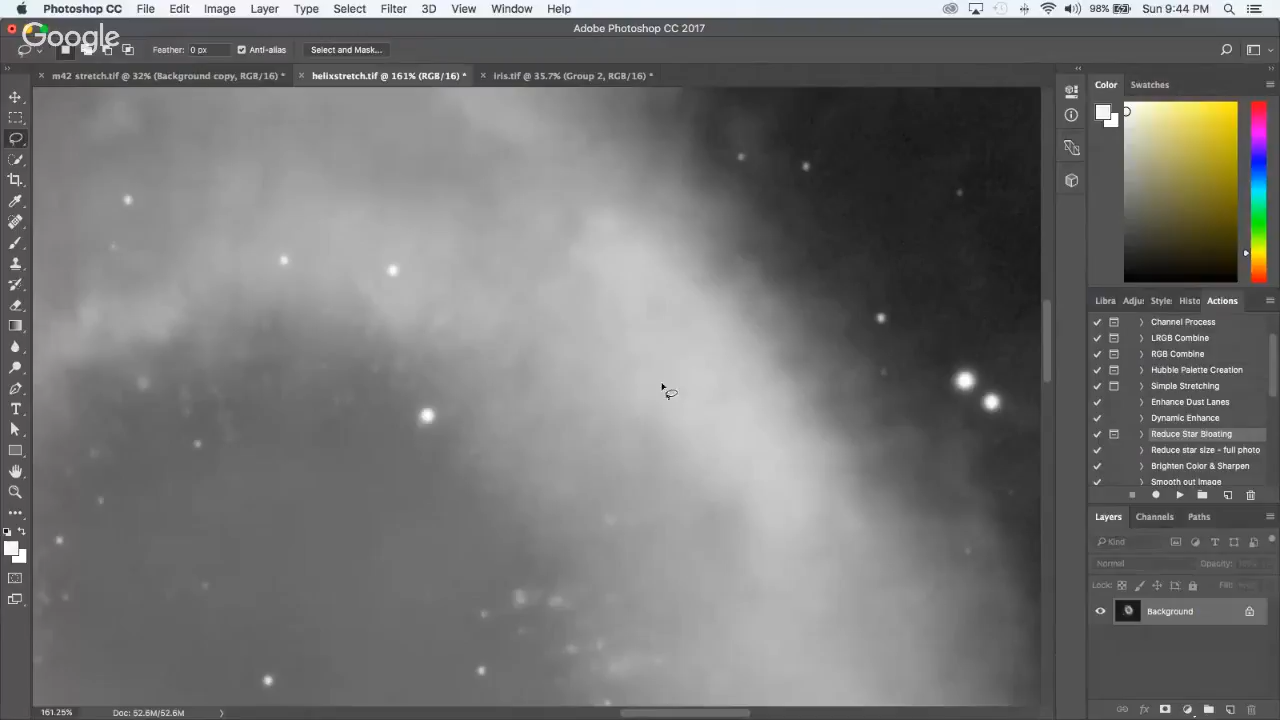 Photoshop CC File Edit Image Layer Type Select Filter 3D View Window Help 98% Sun 9:44 PM
Google
Adobe Photoshop CC 2017
Feather: 0 px Anti-alias Select and Mask...
m42 stretch.tif @ 32% (Background copy, RGB/16) * helixstretch.tif @ 161% (RGB/16) * iris.tif @ 35.7% (Group 2, RGB/16) *
Color Swatches
Libra Adju: Style: Histo Actions
Channel Process
LRGB Combine
RGB Combine
Hubble Palette Creation
Simple Stretching
Enhance Dust Lanes
Dynamic Enhance
Reduce Star Bloating
Reduce star size - full photo
Brighten Color & Sharpen
Smooth out Image
Layers Channels Paths
Kind
Normal Opacity:
Lock: Fill:
Background
161.25% Doc: 52.6M/52.6M